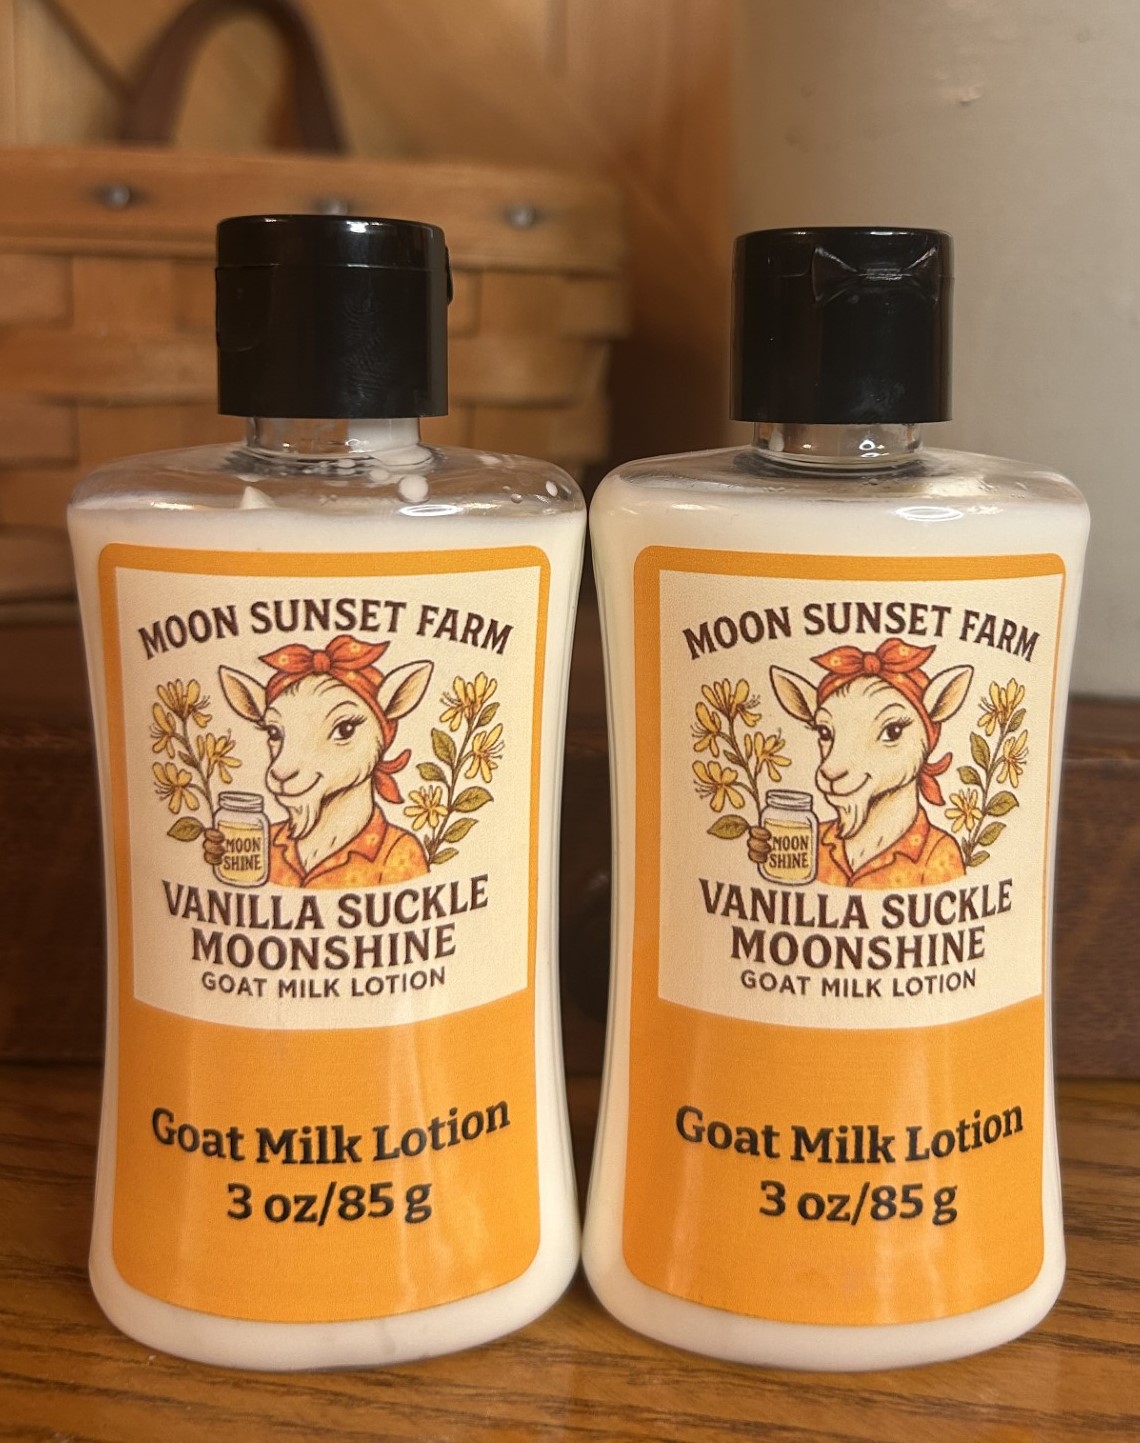 MOON SUNSET FARM
MOON
SHINE
VANILLA SUCKLE
MOONSHINE
GOAT MILK LOTION
Goat Milk Lotion
3 oz/85 g
MOON SUNSET FARM
MOON
SHINE
VANILLA SUCKLE
MOONSHINE
GOAT MILK LOTION
Goat Milk Lotion
3 oz/85 g